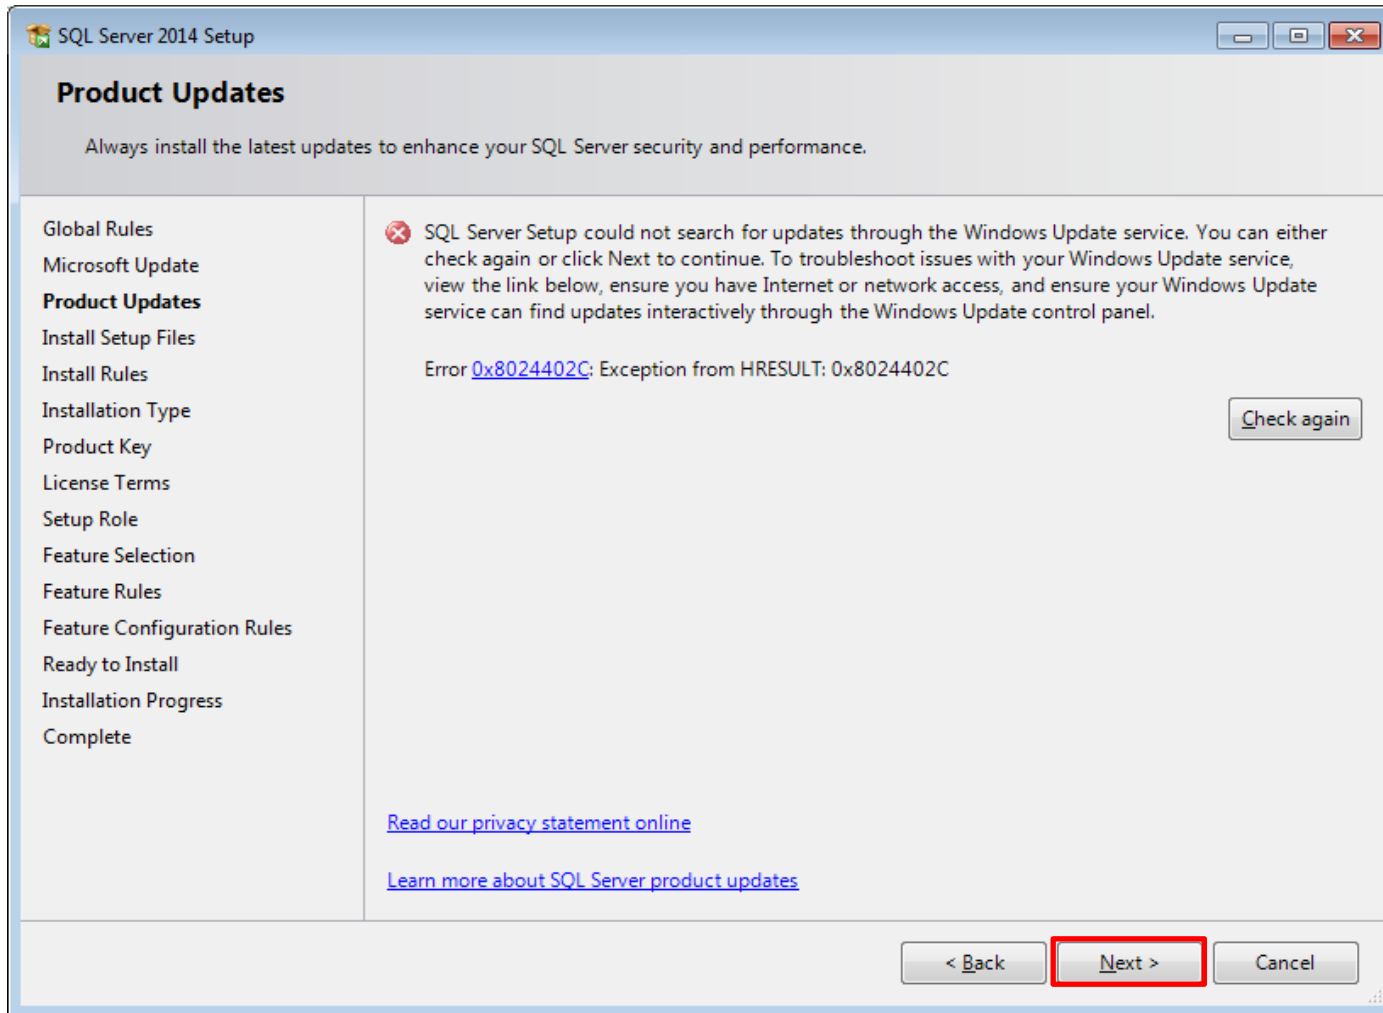 SQL Server 2014 Setup
Product Updates
Always install the latest updates to enhance your SQL Server security and performance.
Global Rules
Microsoft Update
Product Updates
Install Setup Files
Install Rules
Installation Type
Product Key
License Terms
Setup Role
Feature Selection
Feature Rules
Feature Configuration Rules
Ready to Install
Installation Progress
Complete
SQL Server Setup could not search for updates through the Windows Update service. You can either
check again or click Next to continue. To troubleshoot issues with your Windows Update service,
view the link below, ensure you have Internet or network access, and ensure your Windows Update
service can find updates interactively through the Windows Update control panel.
Error 0x8024402C: Exception from HRESULT: 0x8024402C
Check again
Read our privacy statement online
Learn more about SQL Server product updates
< Back
Next >
Cancel